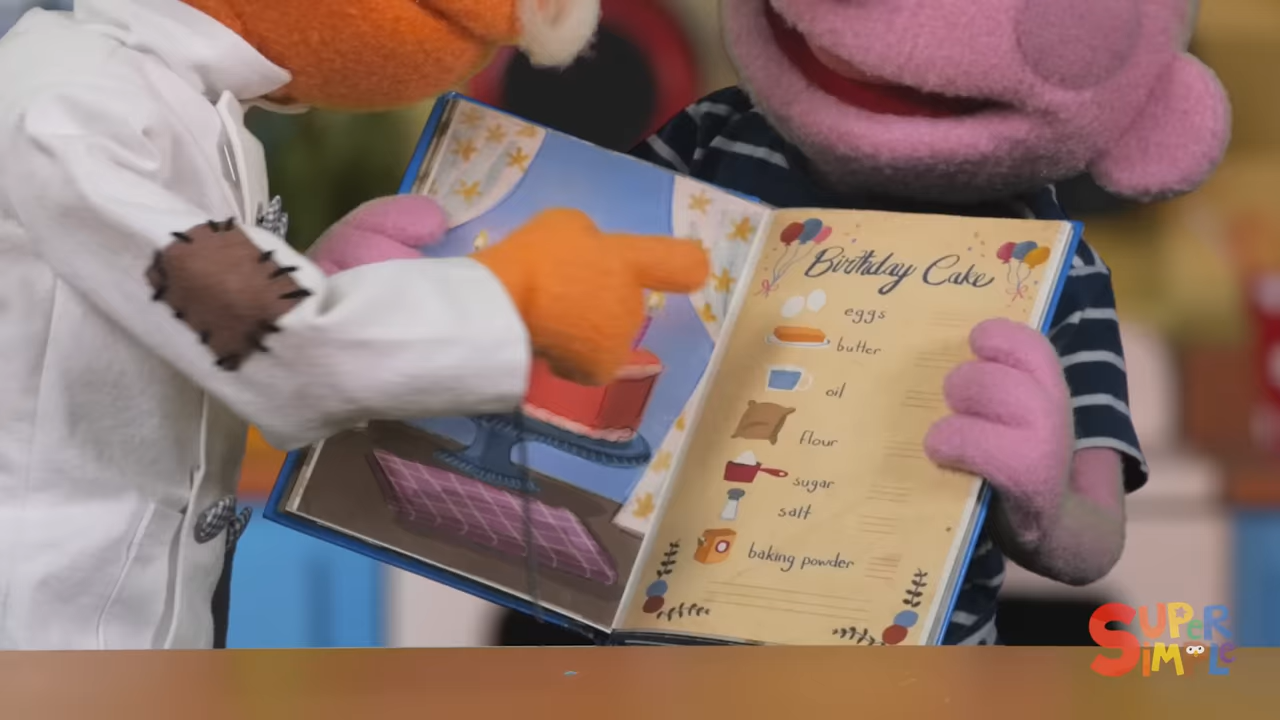 Birthday Cake
eggs
butter
oil
flour
sugar
salt
baking powder
SUPER
SIMPLE